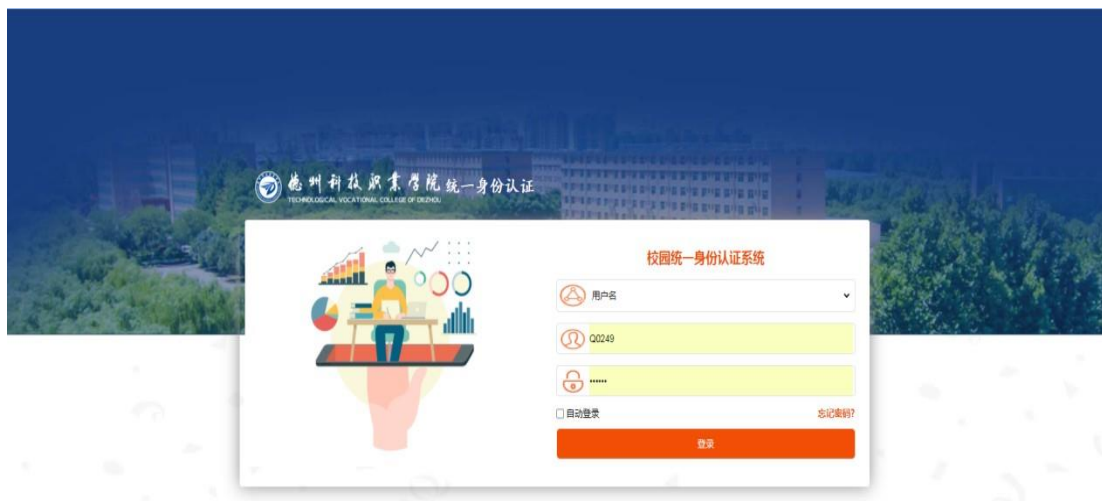 德州科技职业学院 统一身份认证
TECHNOLOGICAL VOCATIONAL COLLEGE OF DEZHOU
校园统一身份认证系统
用户名
Q0249
••••••
自动登录 忘记密码?
登录